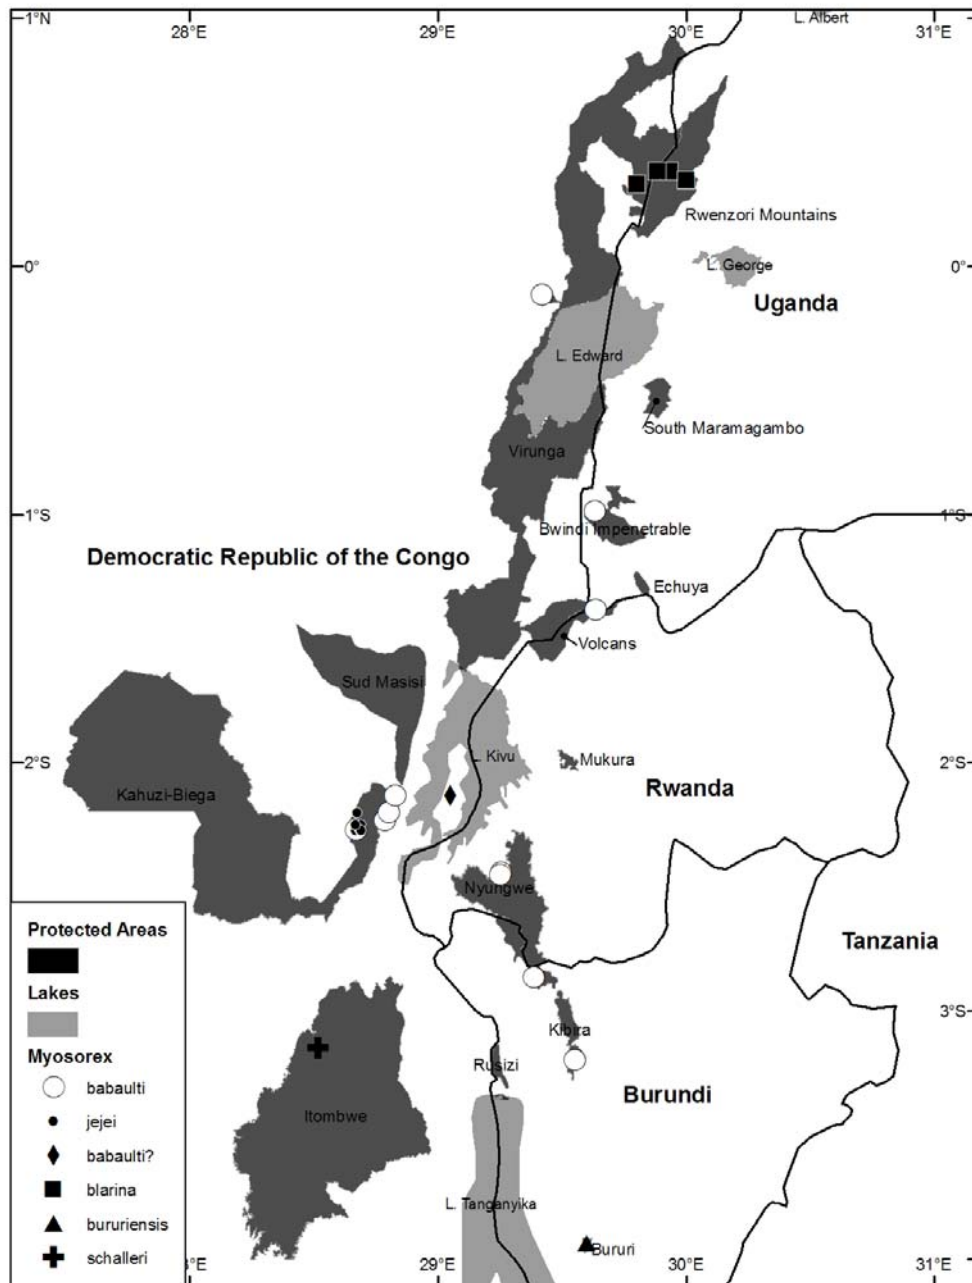 1°N
28°E
29°E
30°E
31°E
L. Albert
Rwenzori Mountains
0°
L. George
0°
Uganda
L. Edward
South Maramagambo
Virunga
1°S
Bwindi Impenetrable
1°S
Democratic Republic of the Congo
Echuya
Volcans
Sud Masisi
2°S
L. Kivu
Mukura
2°S
Kahuzi-Biega
Rwanda
Nyungwe
Tanzania
3°S
Kibira
3°S
Rusizi
Burundi
Itombwe
L. Tanganyika
Bururi
29°E
30°E
31°E
Protected Areas
Lakes
Myosorex
babaulti
jejei
babaulti?
blarina
bururiensis
schalleri